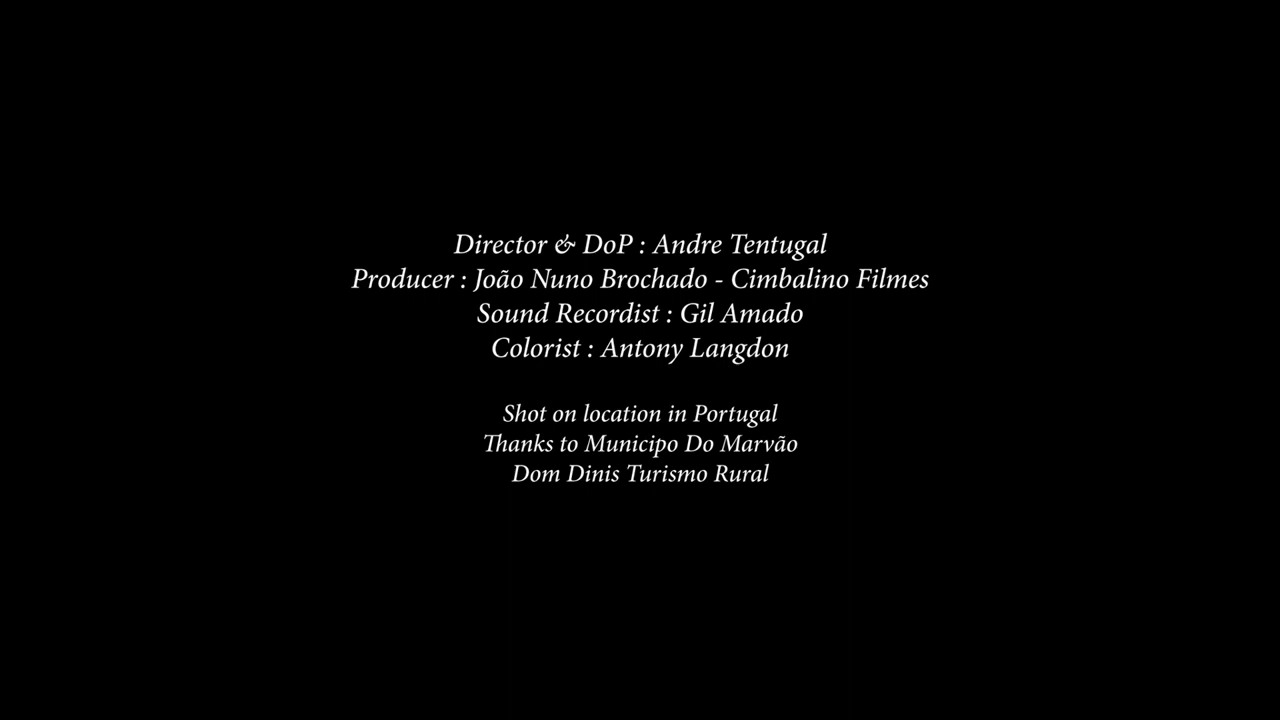 Director & DoP : Andre Tentugal
Producer : João Nuno Brochado - Cimbalino Filmes
Sound Recordist : Gil Amado
Colorist : Antony Langdon
Shot on location in Portugal
Thanks to Municipo Do Marvão
Dom Dinis Turismo Rural